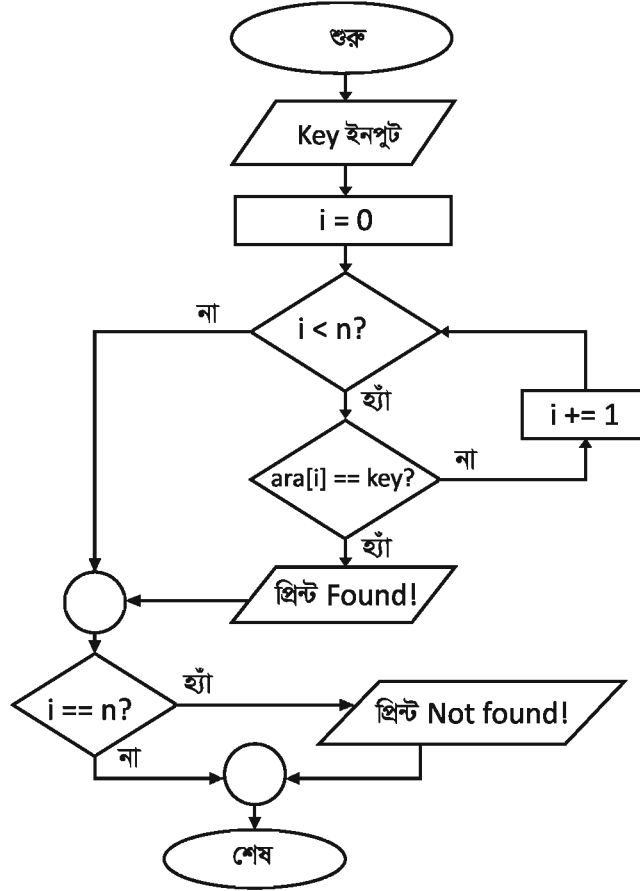 শুরু
Key ইনপুট
i = 0
i < n?
না
হ্যাঁ
i += 1
ara[i] == key?
না
হ্যাঁ
প্রিন্ট Found!
i == n?
হ্যাঁ
প্রিন্ট Not found!
না
শেষ